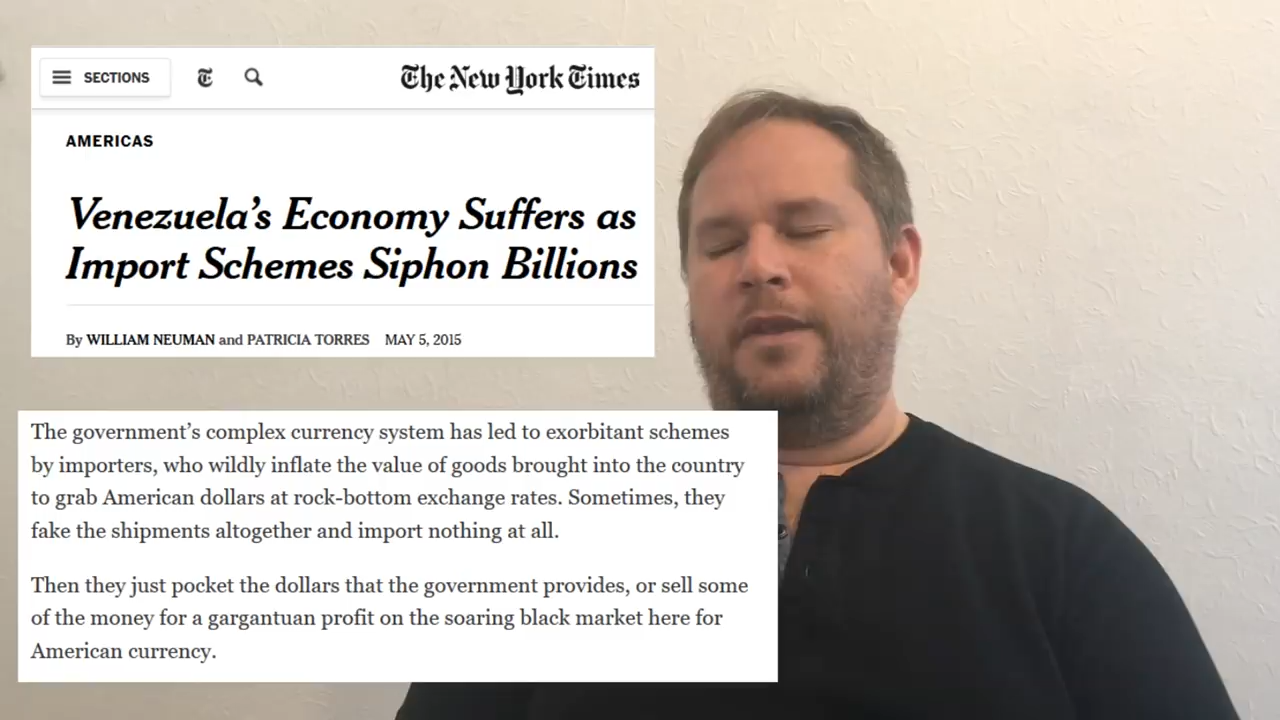 SECTIONS
The New York Times
AMERICAS
Venezuela's Economy Suffers as
Import Schemes Siphon Billions
By WILLIAM NEUMAN and PATRICIA TORRES MAY 5, 2015
The government's complex currency system has led to exorbitant schemes
by importers, who wildly inflate the value of goods brought into the country
to grab American dollars at rock-bottom exchange rates. Sometimes, they
fake the shipments altogether and import nothing at all.
Then they just pocket the dollars that the government provides, or sell some
of the money for a gargantuan profit on the soaring black market here for
American currency.